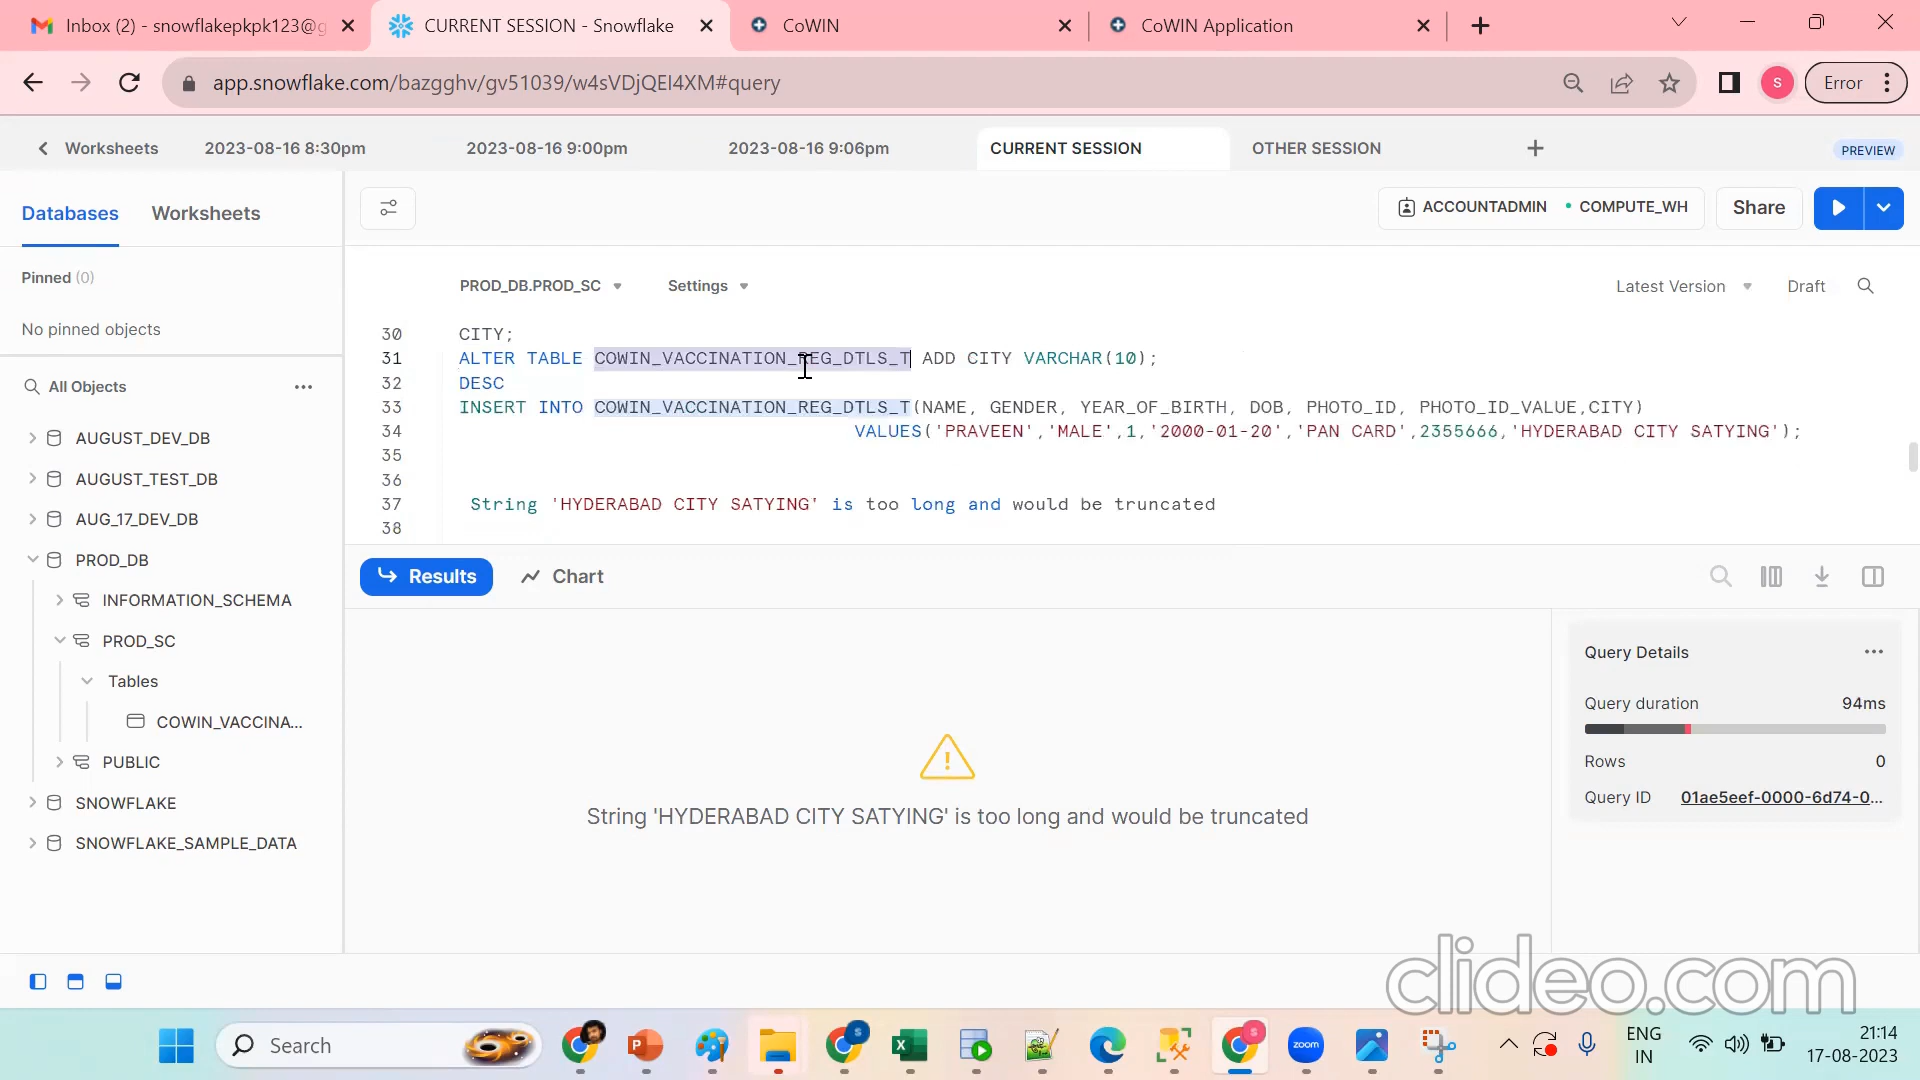 Inbox (2) - snowflakepkpk123@g
CURRENT SESSION - Snowflake
CoWIN
CoWIN Application
app.snowflake.com/bazgghv/gv51039/w4sVDjQEI4XM#query
S
Error
Worksheets
2023-08-16 8:30pm
2023-08-16 9:00pm
2023-08-16 9:06pm
CURRENT SESSION
OTHER SESSION
PREVIEW
Databases
Worksheets
ACCOUNTADMIN
COMPUTE_WH
Share
Pinned (0)
No pinned objects
PROD_DB.PROD_SC
Settings
Latest Version
Draft
All Objects
AUGUST_DEV_DB
AUGUST_TEST_DB
AUG_17_DEV_DB
PROD_DB
INFORMATION_SCHEMA
PROD_SC
Tables
COWIN_VACCINA...
PUBLIC
SNOWFLAKE
SNOWFLAKE_SAMPLE_DATA
30 CITY;
31 ALTER TABLE COWIN_VACCINATION_REG_DTLS_T ADD CITY VARCHAR(10);
32 DESC
33 INSERT INTO COWIN_VACCINATION_REG_DTLS_T(NAME, GENDER, YEAR_OF_BIRTH, DOB, PHOTO_ID, PHOTO_ID_VALUE,CITY)
34 VALUES('PRAVEEN','MALE',1,'2000-01-20','PAN CARD',2355666,'HYDERABAD CITY SATYING');
35
36
37 String 'HYDERABAD CITY SATYING' is too long and would be truncated
38
Results
Chart
String 'HYDERABAD CITY SATYING' is too long and would be truncated
Query Details
Query duration 94ms
Rows 0
Query ID 01ae5eef-0000-6d74-0...
clideo.com
Search
zoom
ENG
IN
21:14
17-08-2023